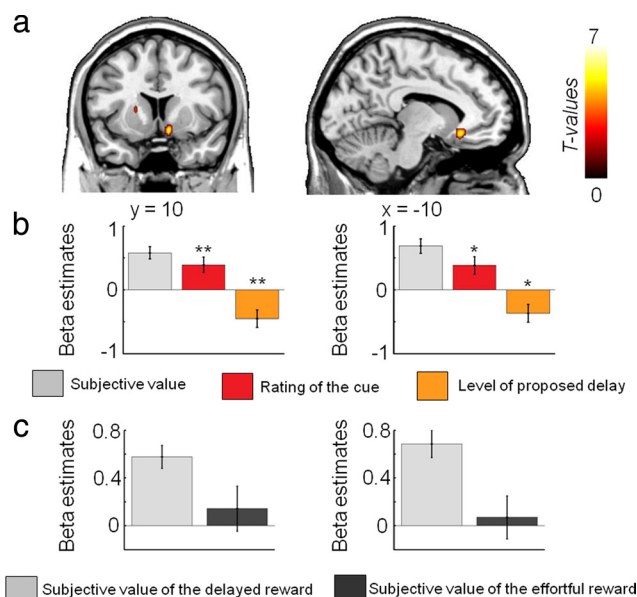 a
7
T-values
0
y = 10
x = -10
b
Beta estimates
1
0
-1
**
**
Beta estimates
1
0
-1
*
*
Subjective value
Rating of the cue
Level of proposed delay
c
Beta estimates
0.8
0.4
0
Beta estimates
0.8
0.4
0
Subjective value of the delayed reward
Subjective value of the effortful reward